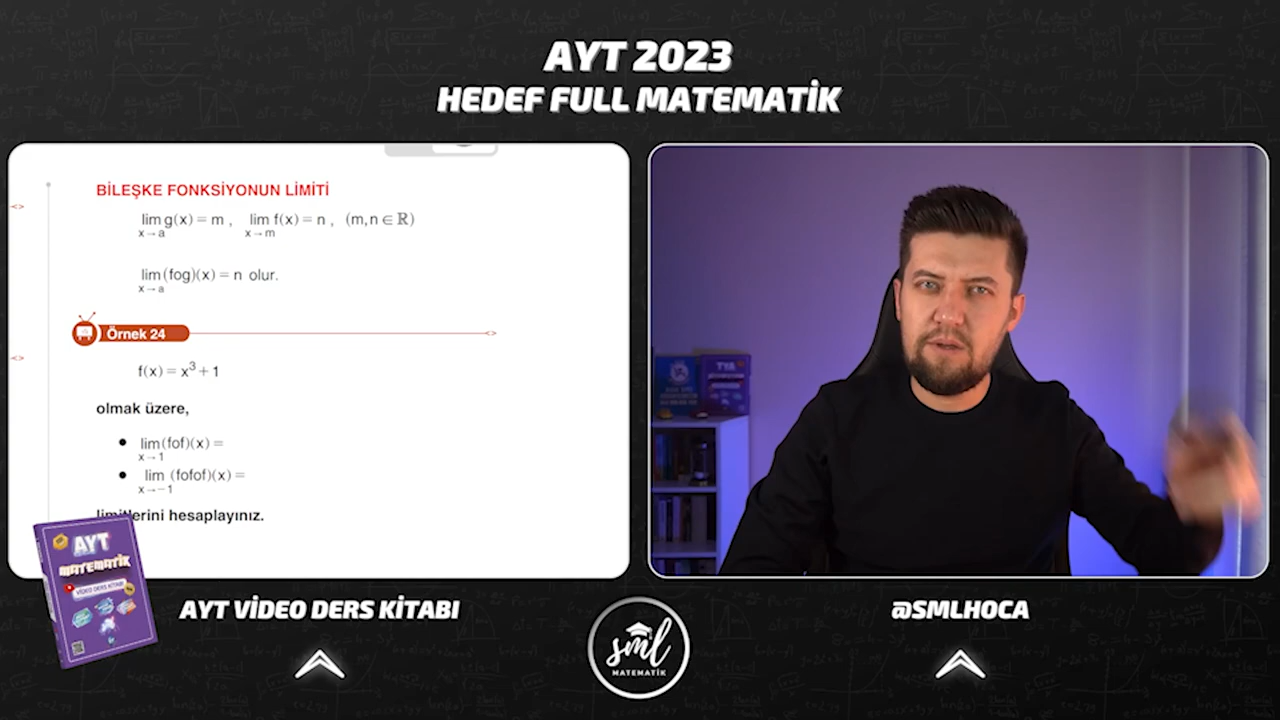 AYT 2023
HEDEF FULL MATEMATİK
BİLEŞKE FONKSİYONUN LİMİTİ
lim g(x) = m , lim f(x) = n , (m,n ∈ ℝ)
x→a x→m
lim (fog)(x) = n olur.
x→a
Örnek 24
f(x) = x³ + 1
olmak üzere,
• lim (fof)(x) =
x→1
• lim (fofof)(x) =
x→−1
limitlerini hesaplayınız.
AYT
MATEMATİK
VİDEO DERS KİTABI
AYT VİDEO DERS KİTABI
sml
MATEMATİK
@SMLHOCA
TYT